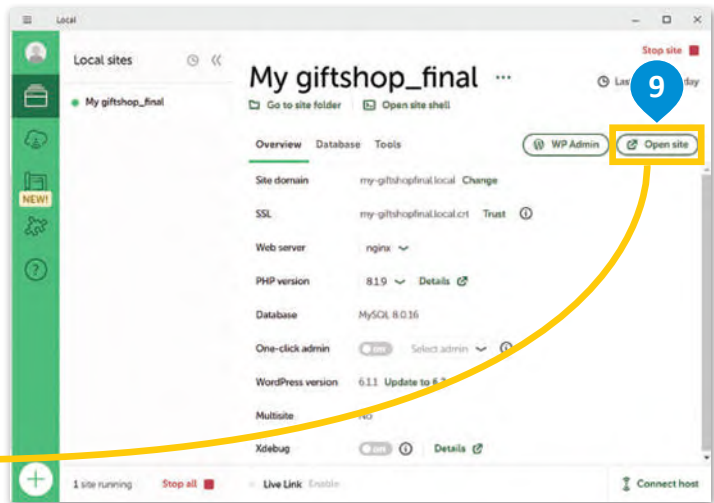 Local
Local sites
My giftshop_final
My giftshop_final ...
Go to site folder Open site shell
Stop site
9
Overview Database Tools
WP Admin Open site
Site domain my-giftshopfinal.local Change
SSL my-giftshopfinal.local.crt Trust
Web server nginx
PHP version 8.1.9 Details
Database MySQL 8.0.16
One-click admin Select admin
WordPress version 6.1.1 Update to
Multisite No
Xdebug Details
NEW!
1 site running Stop all
Live Link Enable
Connect host